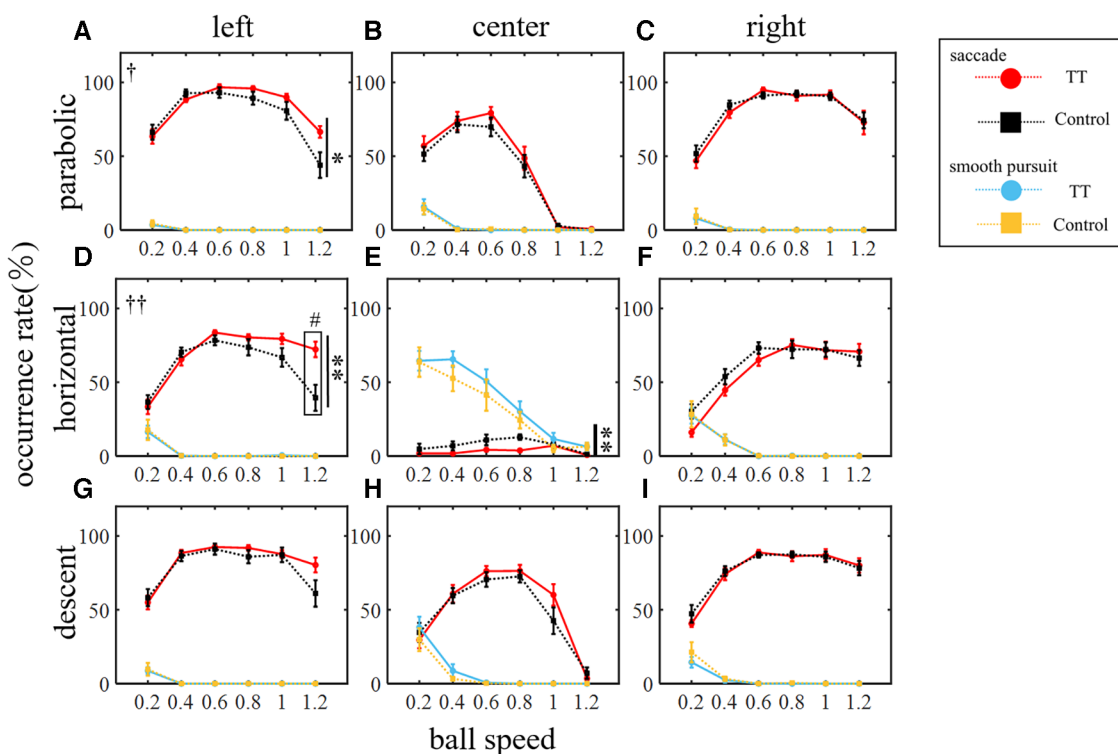 left center right
A B C
parabolic
†
100
50
0
*
0.2 0.4 0.6 0.8 1 1.2
0.2 0.4 0.6 0.8 1 1.2
100
50
0
0.2 0.4 0.6 0.8 1 1.2
saccade
TT
Control
smooth pursuit
TT
Control
occurrence rate(%)
D E F
horizontal
††
#
**
100
50
0
0.2 0.4 0.6 0.8 1 1.2
**
0.2 0.4 0.6 0.8 1 1.2
100
50
0
0.2 0.4 0.6 0.8 1 1.2
G H I
descent
100
50
0
0.2 0.4 0.6 0.8 1 1.2
100
50
0
0.2 0.4 0.6 0.8 1 1.2
100
50
0
0.2 0.4 0.6 0.8 1 1.2
ball speed